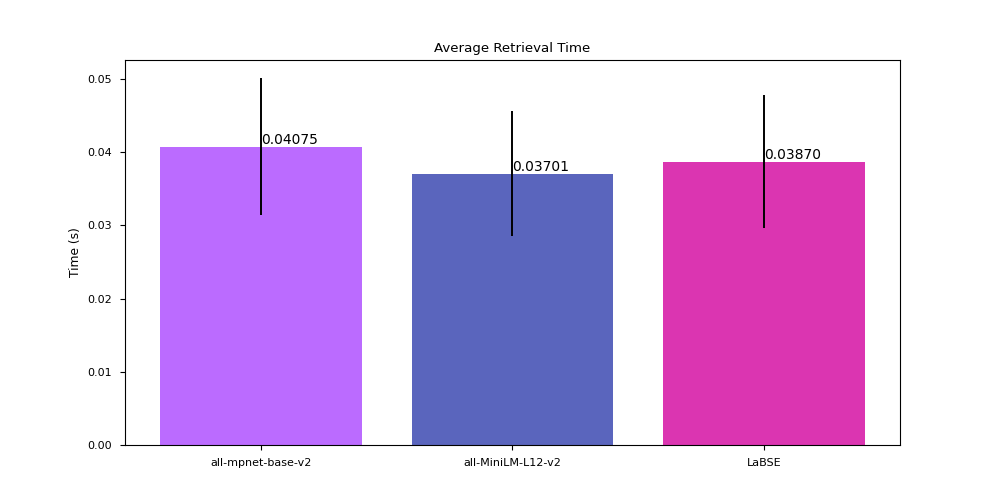 Average Retrieval Time
Time (s)
0.05
0.04
0.03
0.02
0.01
0.00
0.04075
0.03701
0.03870
all-mpnet-base-v2
all-MiniLM-L12-v2
LaBSE